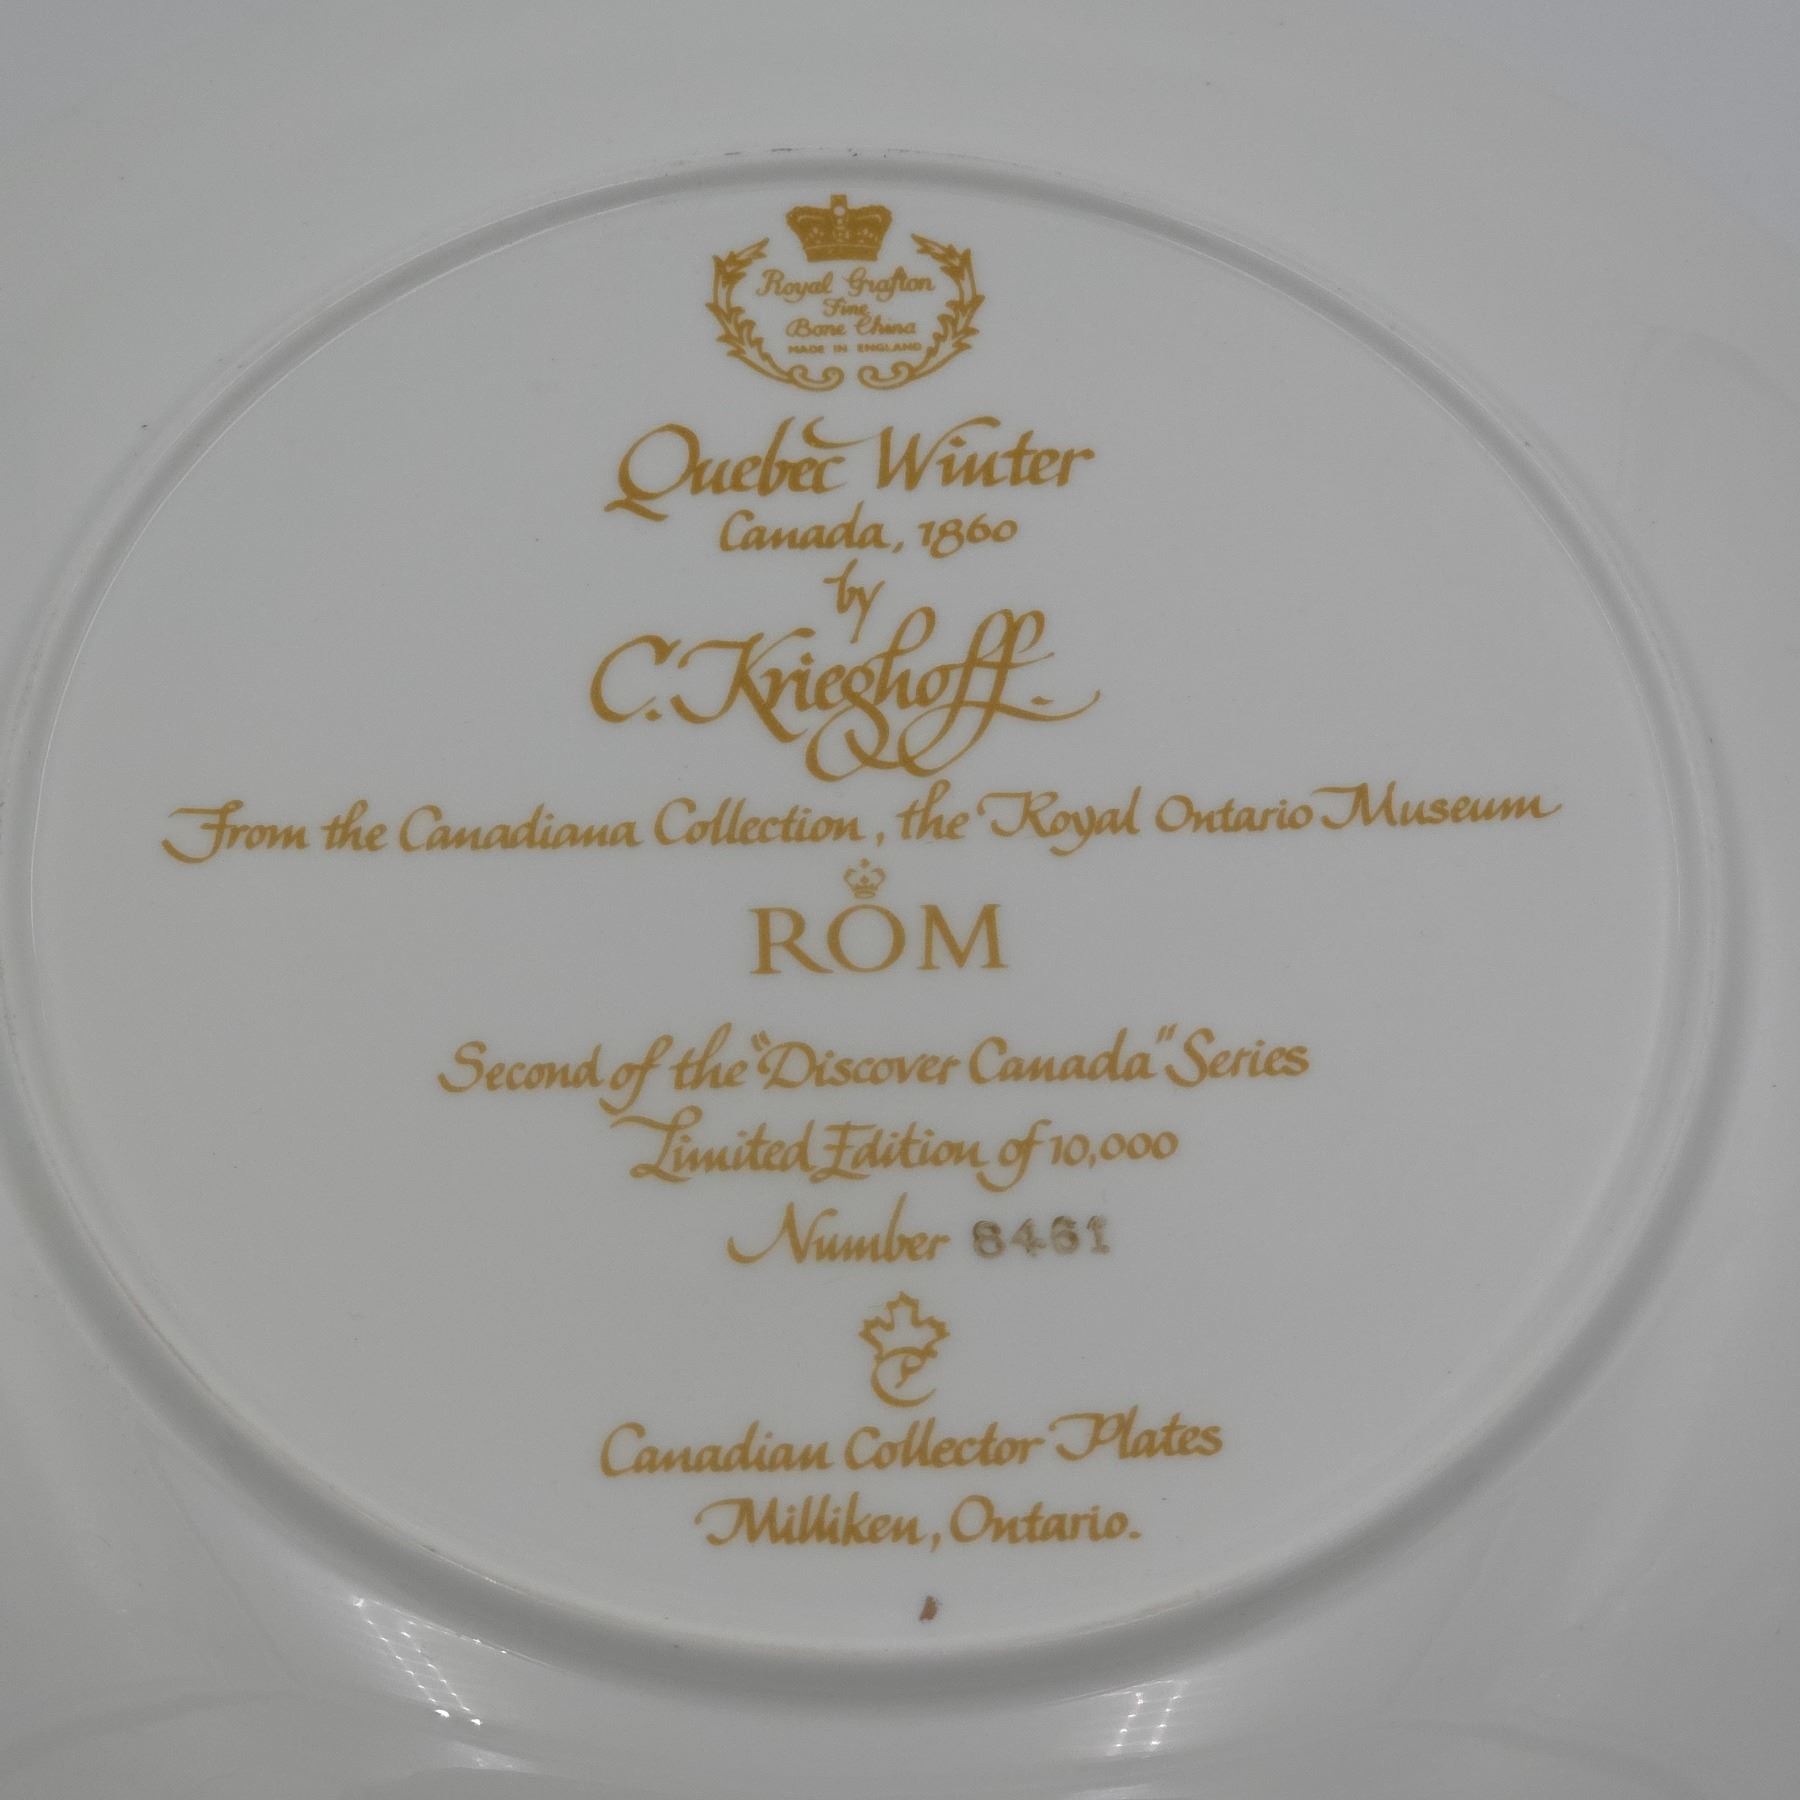 Royal Grafton
Fine
Bone China
MADE IN ENGLAND
Quebec Winter
Canada, 1860
by
C. Krieghoff.
From the Canadiana Collection, the Royal Ontario Museum
ROM
Second of the "Discover Canada" Series
Limited Edition of 10,000
Number 8461
CP
Canadian Collector Plates
Milliken, Ontario.